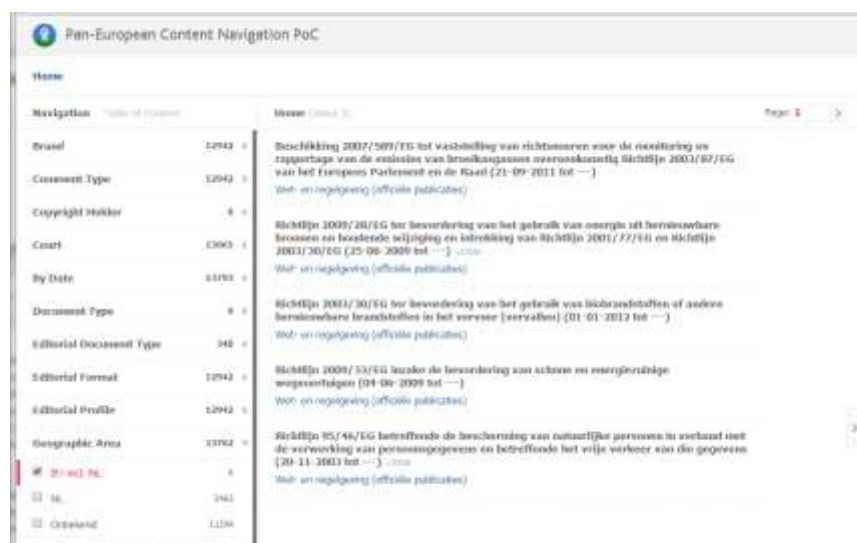 Pan-European Content Navigation PoC
Home
Navigation Table of Content
Brand 12942
Comment Type 12942
Copyright Holder 0
Court
By Date
Document Type 0
Editorial Document Type 340
Editorial Format 12942
Editorial Profile 12942
Geographic Area 13762
EU incl. NL 4
NL
Onbekend
Home
Page: 1 >
Beschikking 2007/589/EG tot vaststelling van richtsnoeren voor de monitoring en
rapportage van de emissies van broeikasgassen overeenkomstig Richtlijn 2003/87/EG
van het Europees Parlement en de Raad (21-09-2011 tot ---)
Wet- en regelgeving (officiële publicaties)
Richtlijn 2009/28/EG ter bevordering van het gebruik van energie uit hernieuwbare
bronnen en houdende wijziging en intrekking van Richtlijn 2001/77/EG en Richtlijn
2003/30/EG (25-06-2009 tot ---)
Wet- en regelgeving (officiële publicaties)
Richtlijn 2003/30/EG ter bevordering van het gebruik van biobrandstoffen of andere
hernieuwbare brandstoffen in het vervoer [vervallen] (01-01-2012 tot ---)
Wet- en regelgeving (officiële publicaties)
Richtlijn 2009/33/EG inzake de bevordering van schone en energiezuinige
wegvoertuigen (04-06-2009 tot ---)
Wet- en regelgeving (officiële publicaties)
Richtlijn 95/46/EG betreffende de bescherming van natuurlijke personen in verband met
de verwerking van persoonsgegevens en betreffende het vrije verkeer van die gegevens
(20-11-2003 tot ---)
Wet- en regelgeving (officiële publicaties)